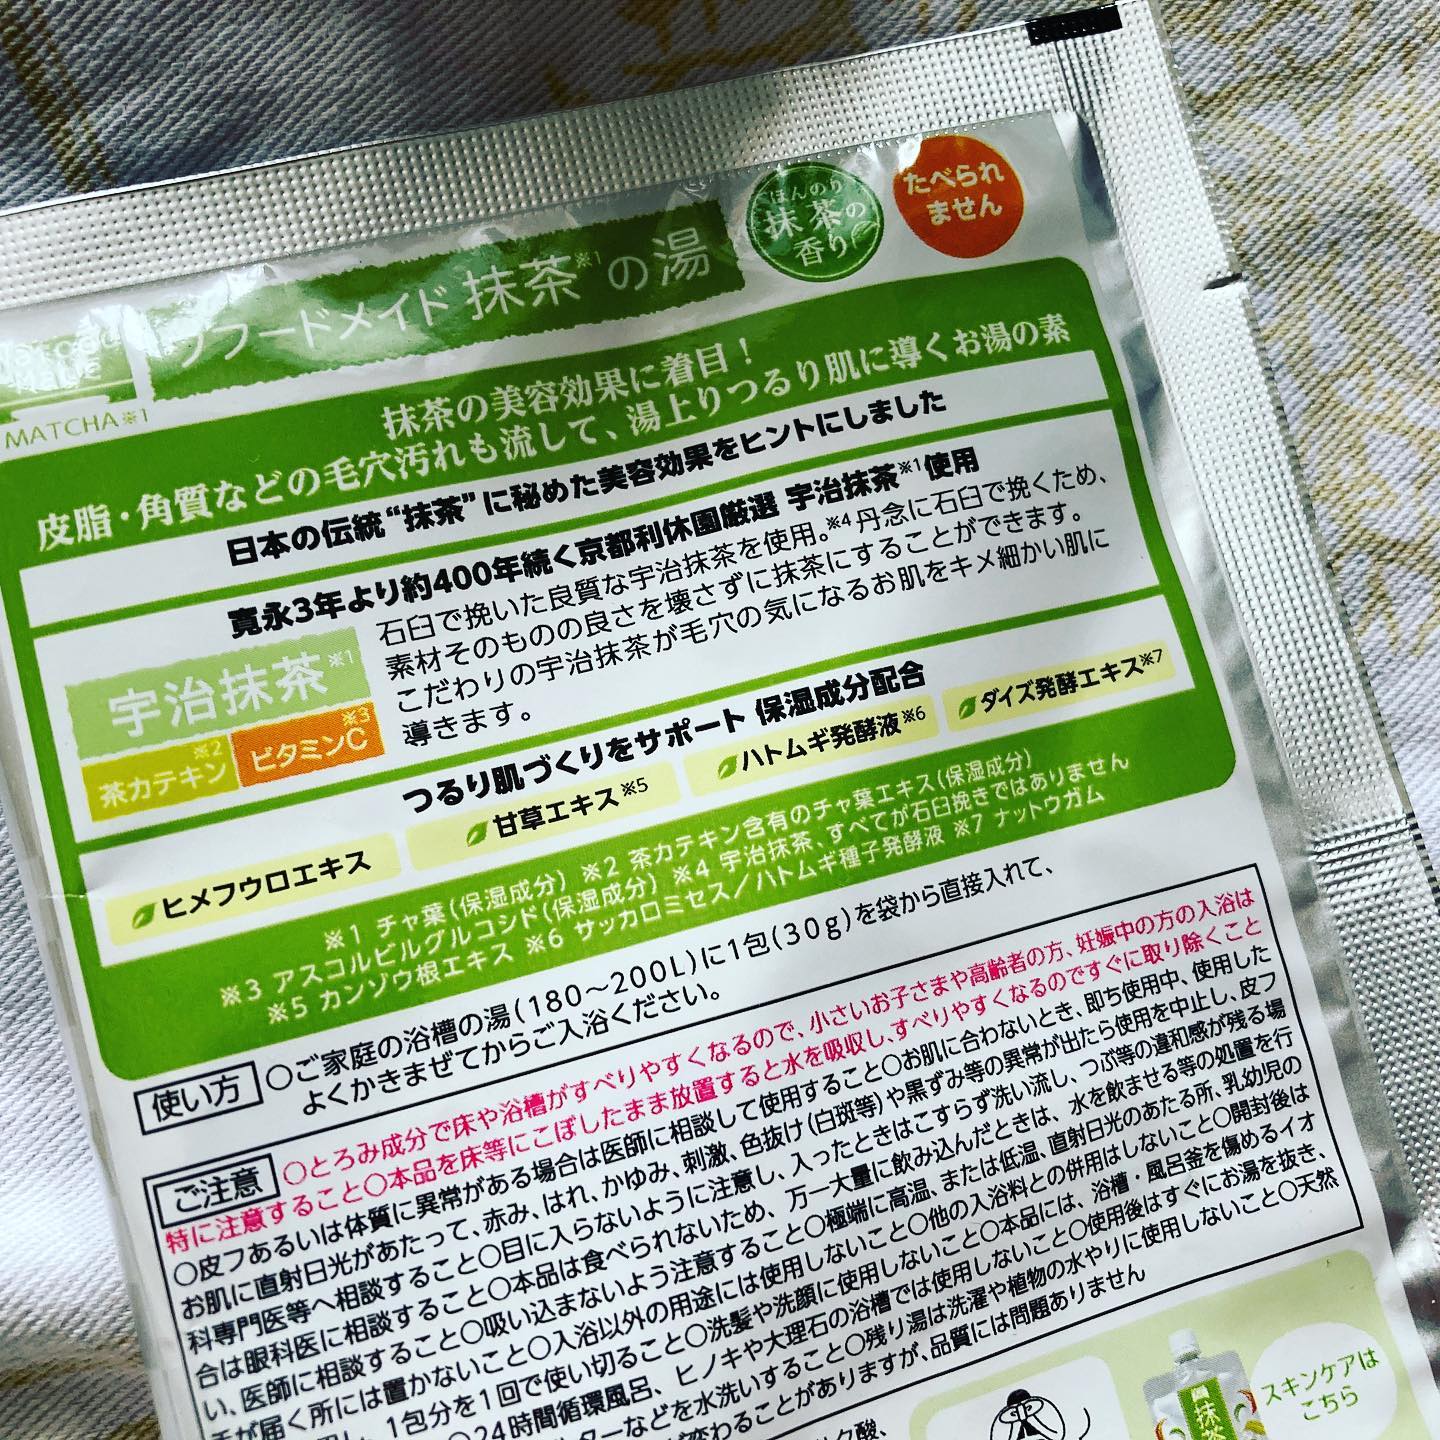 ほんのり
抹茶の
香り
たべられ
ません
フードメイド 抹茶※1の湯
MATCHA※1
抹茶の美容効果に着目！
皮脂・角質などの毛穴汚れも流して、湯上りつるり肌に導くお湯の素
日本の伝統“抹茶”に秘めた美容効果をヒントにしました
寛永3年より約400年続く京都利休園厳選 宇治抹茶※1使用
宇治抹茶※1
茶カテキン※2
ビタミンC※3
石臼で挽いた良質な宇治抹茶を使用。※4 丹念に石臼で挽くため、
素材そのものの良さを壊さずに抹茶にすることができます。
こだわりの宇治抹茶が毛穴の気になるお肌をキメ細かい肌に
導きます。
つるり肌づくりをサポート 保湿成分配合
ヒメフウロエキス
甘草エキス※5
ハトムギ発酵液※6
ダイズ発酵エキス※7
※1 チャ葉（保湿成分） ※2 茶カテキン含有のチャ葉エキス（保湿成分）
※3 アスコルビルグルコシド（保湿成分） ※4 宇治抹茶、すべてが石臼挽きではありません
※5 カンゾウ根エキス ※6 サッカロミセス／ハトムギ種子発酵液 ※7 ナットウガム
使い方
○ご家庭の浴槽の湯（180〜200L）に1包（30g）を袋から直接入れて、
よくかきまぜてからご入浴ください。
ご注意
○とろみ成分で床や浴槽がすべりやすくなるので、小さいお子さまや高齢者の方、妊娠中の方の入浴は
特に注意すること○本品を床等にこぼしたまま放置すると水を吸収し、すべりやすくなるのですぐに取り除くこと
○皮フあるいは体質に異常がある場合は医師に相談して使用すること○お肌に合わないとき、即ち使用中、使用した
お肌に直射日光があたって、赤み、はれ、かゆみ、刺激、色抜け（白斑等）や黒ずみ等の異常が出たら使用を中止し、皮フ
科専門医等へ相談すること○目に入らないように注意し、入ったときはこすらず洗い流し、つぶ等の違和感が残る場
合は眼科医に相談すること○本品は食べられないため、万一大量に飲み込んだときは、水を飲ませる等の処置を行
い、医師に相談すること○吸い込まないよう注意すること○極端に高温、または低温、直射日光のあたる所、乳幼児の
手が届く所には置かないこと○入浴以外の用途には使用しないこと○他の入浴料との併用はしないこと○開封後は
1包分を1回で使い切ること○洗髪や洗顔に使用しないこと○本品には、浴槽・風呂釜を傷めるイオ
○24時間循環風呂、ヒノキや大理石の浴槽では使用しないこと○使用後はすぐにお湯を抜き、
などを水洗いすること○残り湯は洗濯や植物の水やりに使用しないこと○天然
が変わることがありますが、品質には問題ありません
ク酸、
抹茶
スキンケアは
こちら